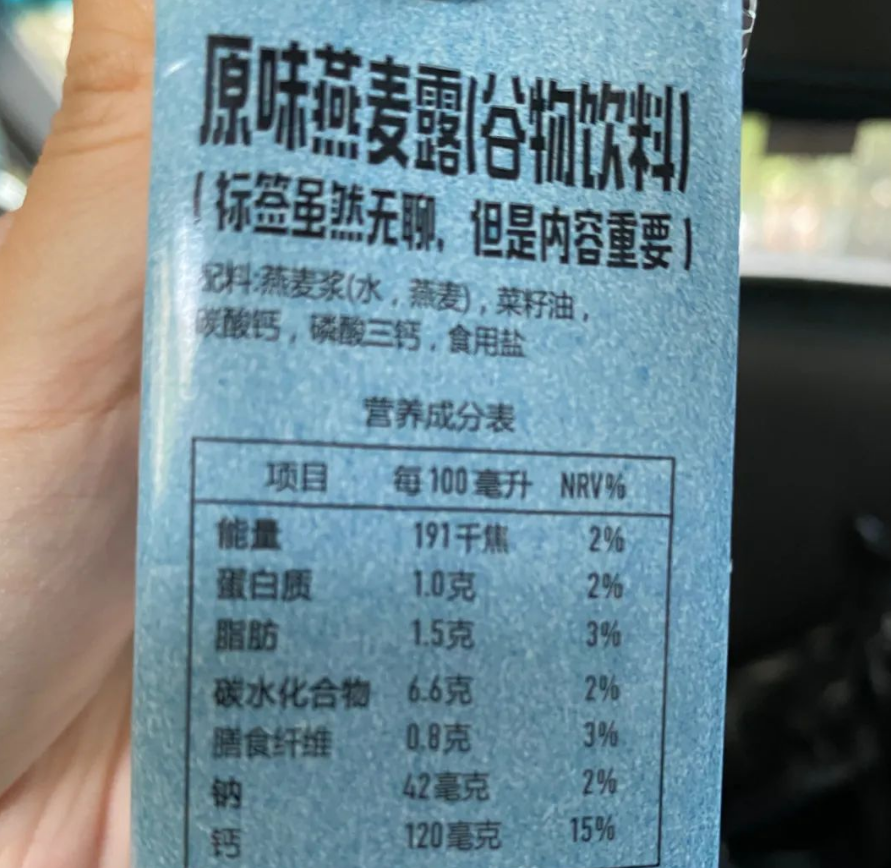 原味燕麦露(谷物饮料)
(标签虽然无聊, 但是内容重要)
配料:燕麦浆(水,燕麦),菜籽油,
碳酸钙,磷酸三钙,食用盐
营养成分表
项目 每100毫升 NRV%
能量 191千焦 2%
蛋白质 1.0克 2%
脂肪 1.5克 3%
碳水化合物 6.6克 2%
膳食纤维 0.8克 3%
钠 42毫克 2%
钙 120毫克 15%